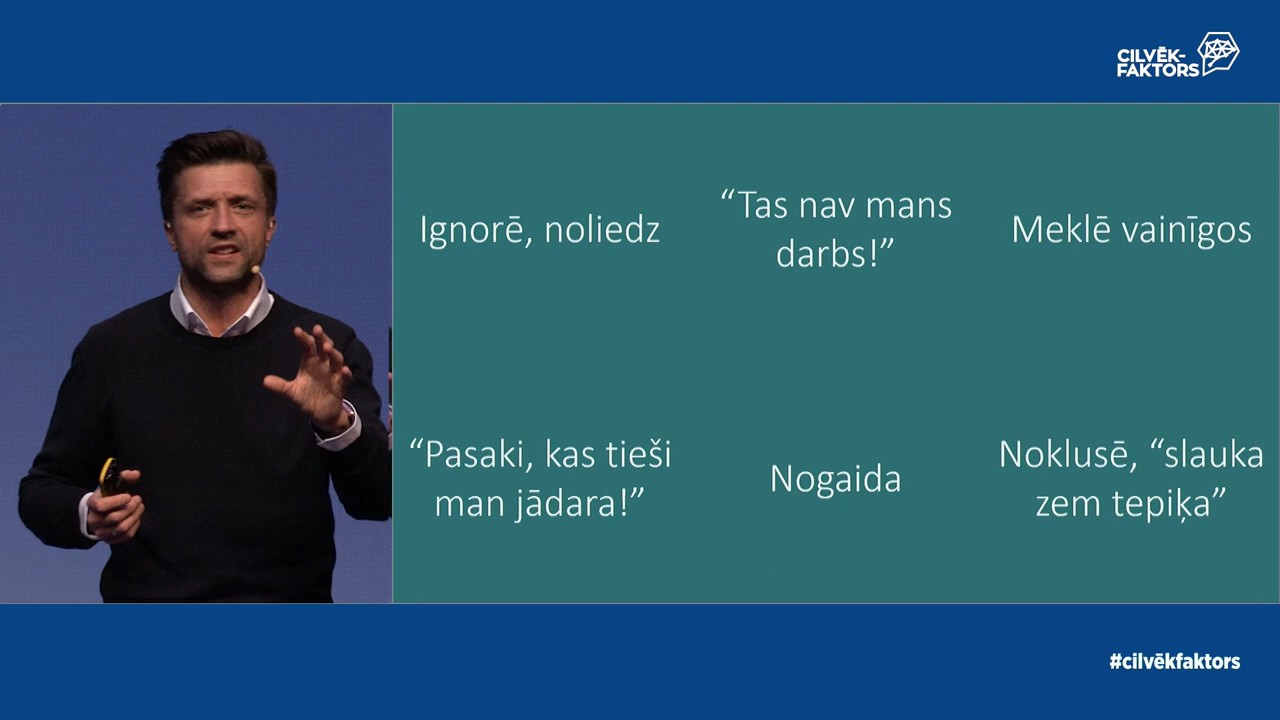 CILVĒK-
FAKTORS
Ignorē, noliedz
“Tas nav mans
darbs!”
Meklē vainīgos
“Pasaki, kas tieši
man jādara!”
Nogaida
Noklusē, “slauka
zem tepiķa”
#cilvēkfaktors